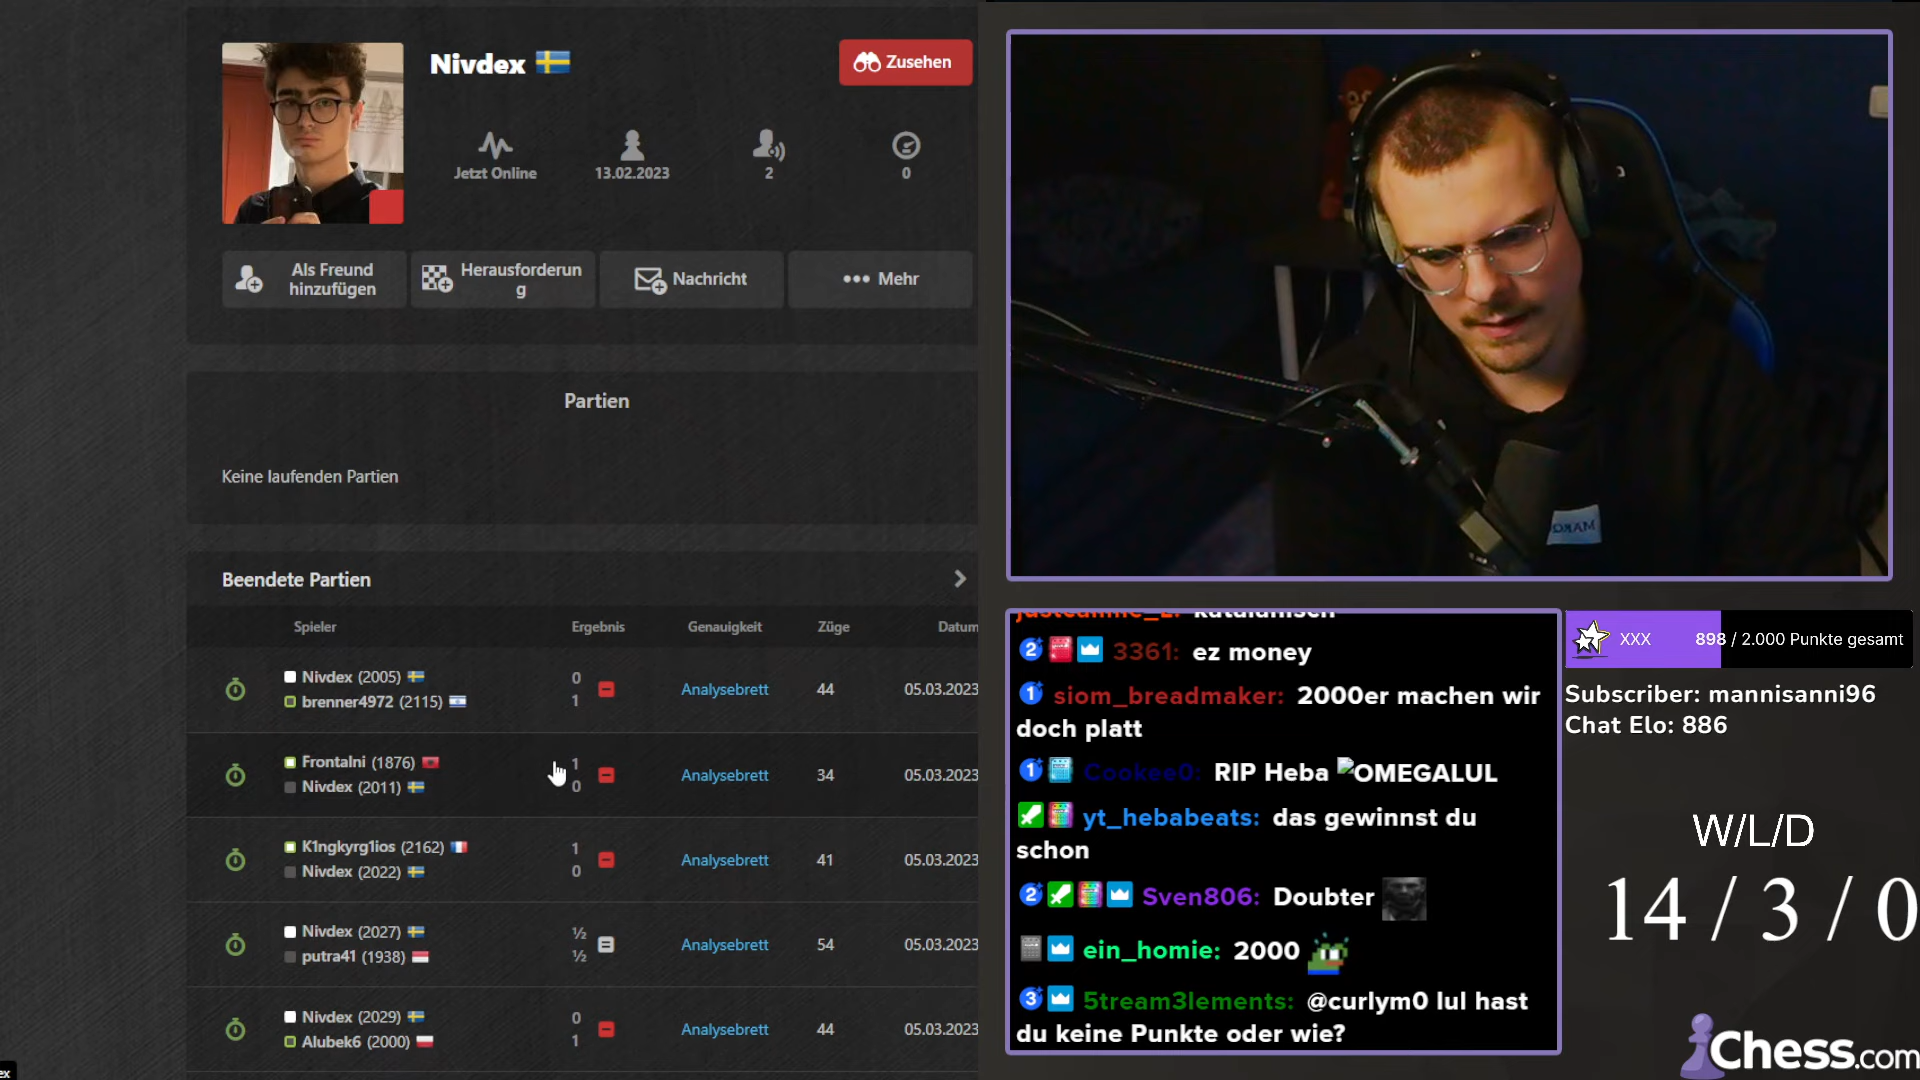 Nivdex
Zusehen
Jetzt Online
13.02.2023
2
0
Als Freund
hinzufügen
Herausforderun
g
Nachricht
Mehr
Partien
Keine laufenden Partien
Beendete Partien
Spieler Ergebnis Genauigkeit Züge Datum
Nivdex (2005) 0
brenner4972 (2115) 1
Analysebrett 44 05.03.2023
Frontalni (1876) 1
Nivdex (2011) 0
Analysebrett 34 05.03.2023
K1ngkyrg1ios (2162) 1
Nivdex (2022) 0
Analysebrett 41 05.03.2023
Nivdex (2027) ½
putra41 (1938) ½
Analysebrett 54 05.03.2023
Nivdex (2029) 0
Alubek6 (2000) 1
Analysebrett 44 05.03.2023
ex
3361: ez money
siom_breadmaker: 2000er machen wir
doch platt
CookeeO: RIP Heba OMEGALUL
yt_hebabeats: das gewinnst du
schon
Sven806: Doubter
ein_homie: 2000
5tream3lements: @curlym0 lul hast
du keine Punkte oder wie?
XXX 898 / 2.000 Punkte gesamt
Subscriber: mannisanni96
Chat Elo: 886
W/L/D
14 / 3 / 0
Chess.com